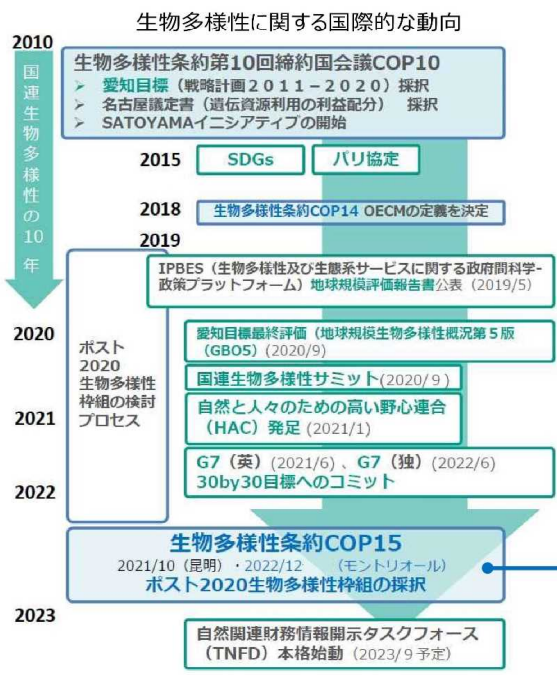 生物多様性に関する国際的な動向
2010
国連生物多様性の10年
生物多様性条約第10回締約国会議COP10
➢ 愛知目標（戦略計画２０１１－２０２０）採択
➢ 名古屋議定書（遺伝資源利用の利益配分） 採択
➢ SATOYAMAイニシアティブの開始
2015
SDGs
パリ協定
2018
生物多様性条約COP14 OECMの定義を決定
2019
IPBES（生物多様性及び生態系サービスに関する政府間科学-
政策プラットフォーム）地球規模評価報告書公表（2019/5）
ポスト
2020
生物多様性
枠組の検討
プロセス
2020
愛知目標最終評価（地球規模生物多様性概況第５版
（GBO5）(2020/9)
国連生物多様性サミット(2020/9 )
2021
自然と人々のための高い野心連合
（HAC）発足 (2021/1)
G7（英）(2021/6) 、G7（独）(2022/6)
30by30目標へのコミット
2022
生物多様性条約COP15
2021/10（昆明）・2022/12 （モントリオール）
ポスト2020生物多様性枠組の採択
2023
自然関連財務情報開示タスクフォース
（TNFD）本格始動（2023/9 予定）